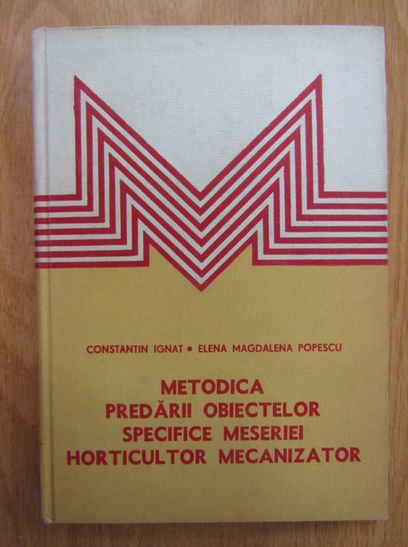 CONSTANTIN IGNAT • ELENA MAGDALENA POPESCU
METODICA
PREDĂRII OBIECTELOR
SPECIFICE MESERIEI
HORTICULTOR MECANIZATOR